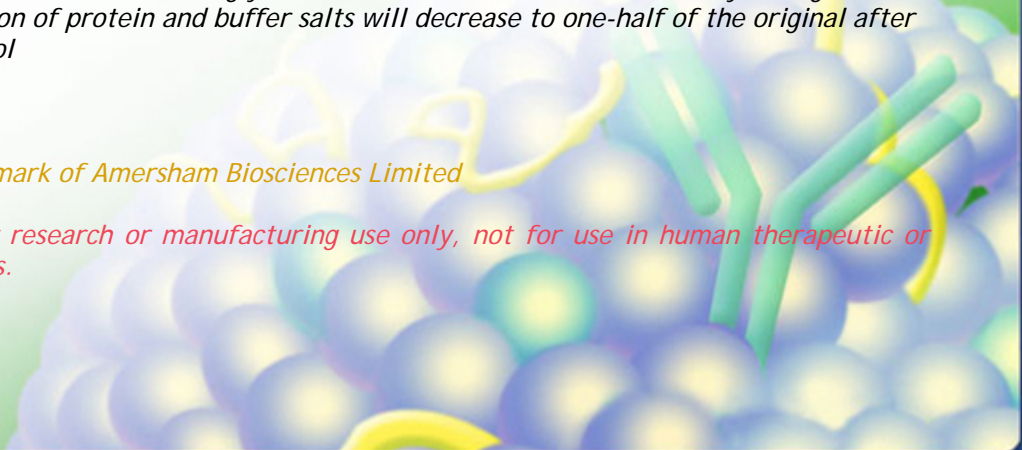 on of protein and buffer salts will decrease to one-half of the original after
ol
mark of Amersham Biosciences Limited
research or manufacturing use only, not for use in human therapeutic or
s.